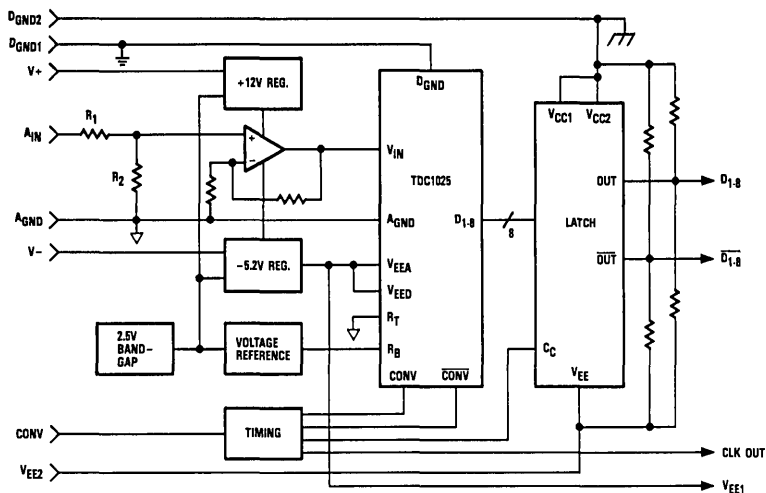 DGND2
DGND1
V+
+12V REG.
DGND
VCC1
VCC2
AIN
R1
+
−
VIN
TDC1025
R2
OUT
D1-8
AGND
AGND
D1-8
8
LATCH
V−
−5.2V REG.
VEEA
OUT
D1-8
VEED
RT
2.5V
BAND-
GAP
VOLTAGE
REFERENCE
RB
CC
CONV
CONV
VEE
CONV
TIMING
CLK OUT
VEE2
VEE1